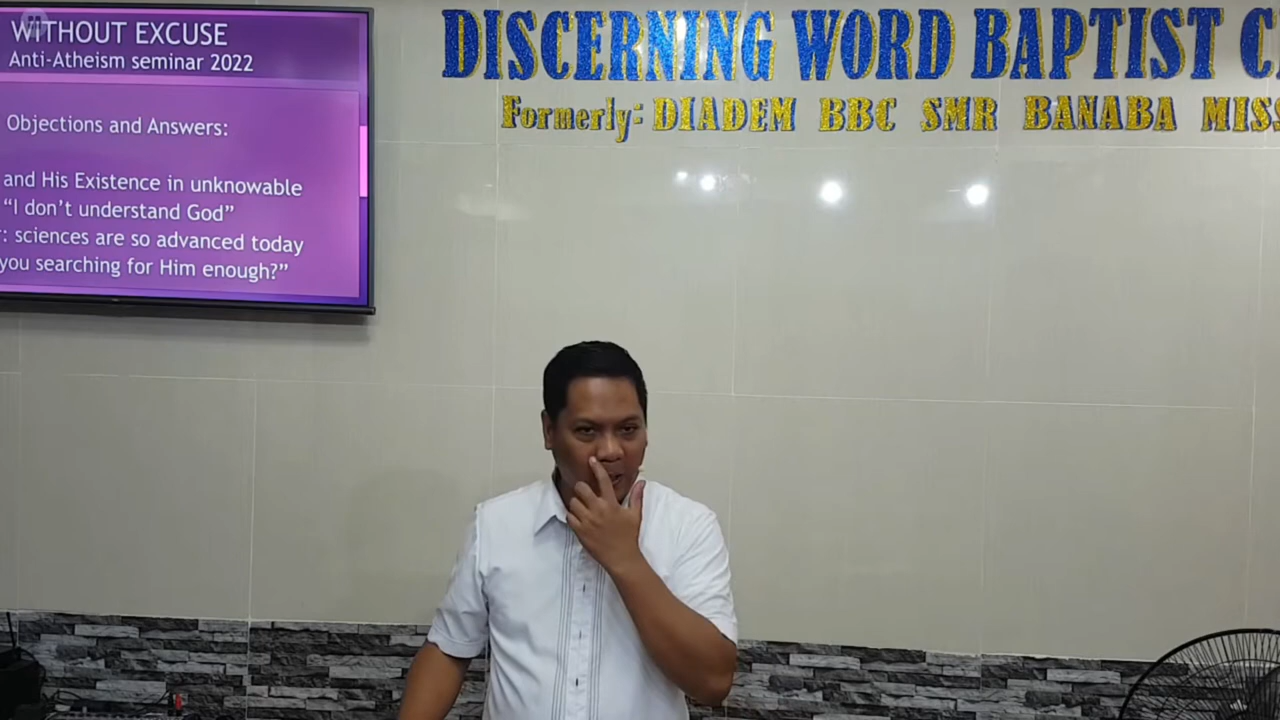 WITHOUT EXCUSE
Anti-Atheism seminar 2022
Objections and Answers:
and His Existence in unknowable
“I don’t understand God”
: sciences are so advanced today
you searching for Him enough?”
DISCERNING WORD BAPTIST C
Formerly: DIADEM BBC SMR BANABA MISS